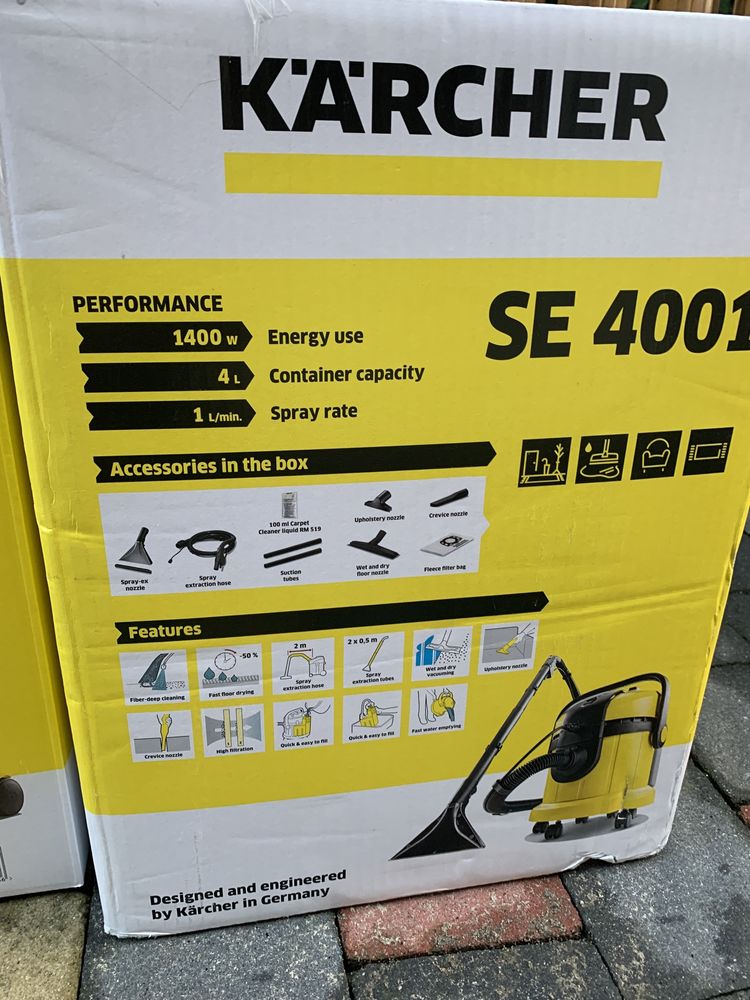 KÄRCHER
SE 4001
PERFORMANCE
1400 W Energy use
4 L Container capacity
1 L/min. Spray rate
Accessories in the box
Spray-ex
nozzle
Spray
extraction hose
100 ml Carpet
Cleaner liquid RM 519
Suction
tubes
Upholstery nozzle
Wet and dry
floor nozzle
Crevice nozzle
Fleece filter bag
Features
Fiber-deep cleaning
-50 %
Fast floor drying
2 m
Spray
extraction hose
2 x 0,5 m
Spray
extraction tubes
Wet and dry
vacuuming
Upholstery nozzle
Crevice nozzle
High filtration
Quick & easy to fill
Quick & easy to fill
Fast water emptying
Designed and engineered
by Kärcher in Germany